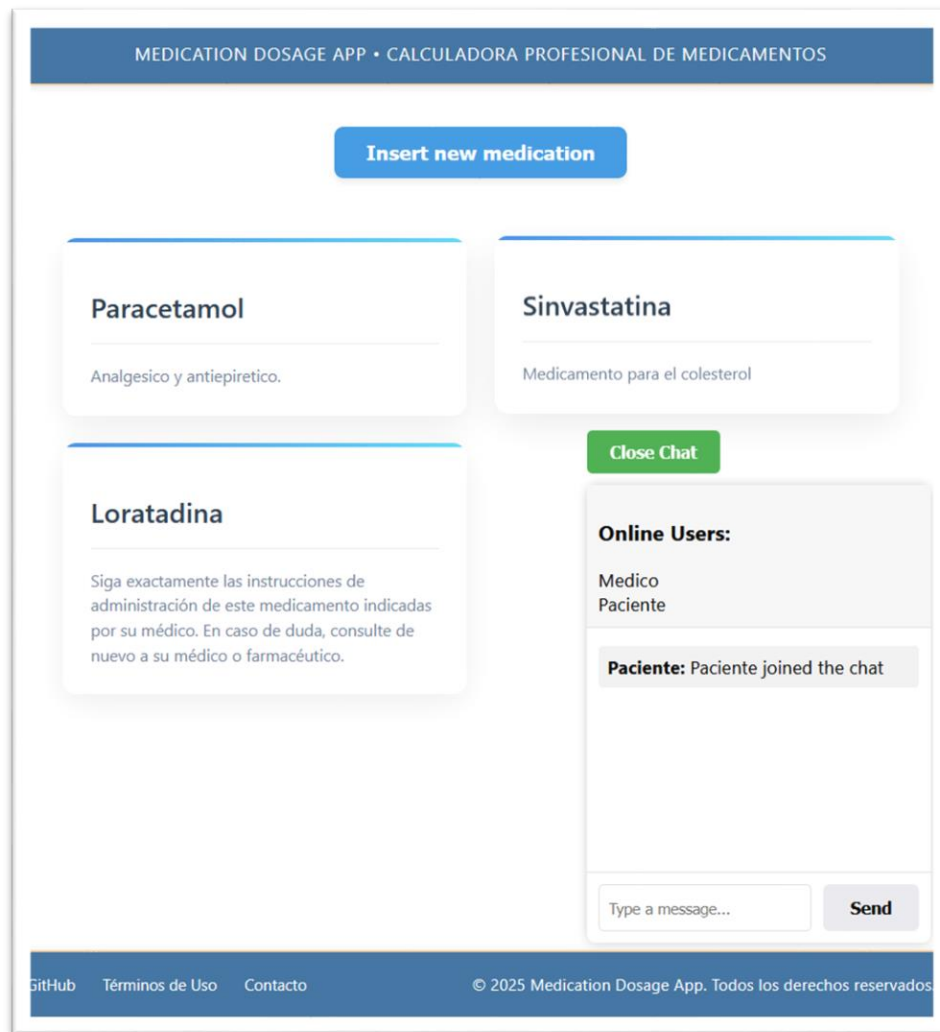 MEDICATION DOSAGE APP • CALCULADORA PROFESIONAL DE MEDICAMENTOS
Insert new medication
Paracetamol
Analgesico y antiepiretico.
Sinvastatina
Medicamento para el colesterol
Loratadina
Siga exactamente las instrucciones de
administración de este medicamento indicadas
por su médico. En caso de duda, consulte de
nuevo a su médico o farmacéutico.
Close Chat
Online Users:
Medico
Paciente
Paciente: Paciente joined the chat
Type a message...
Send
GitHub Términos de Uso Contacto © 2025 Medication Dosage App. Todos los derechos reservados.